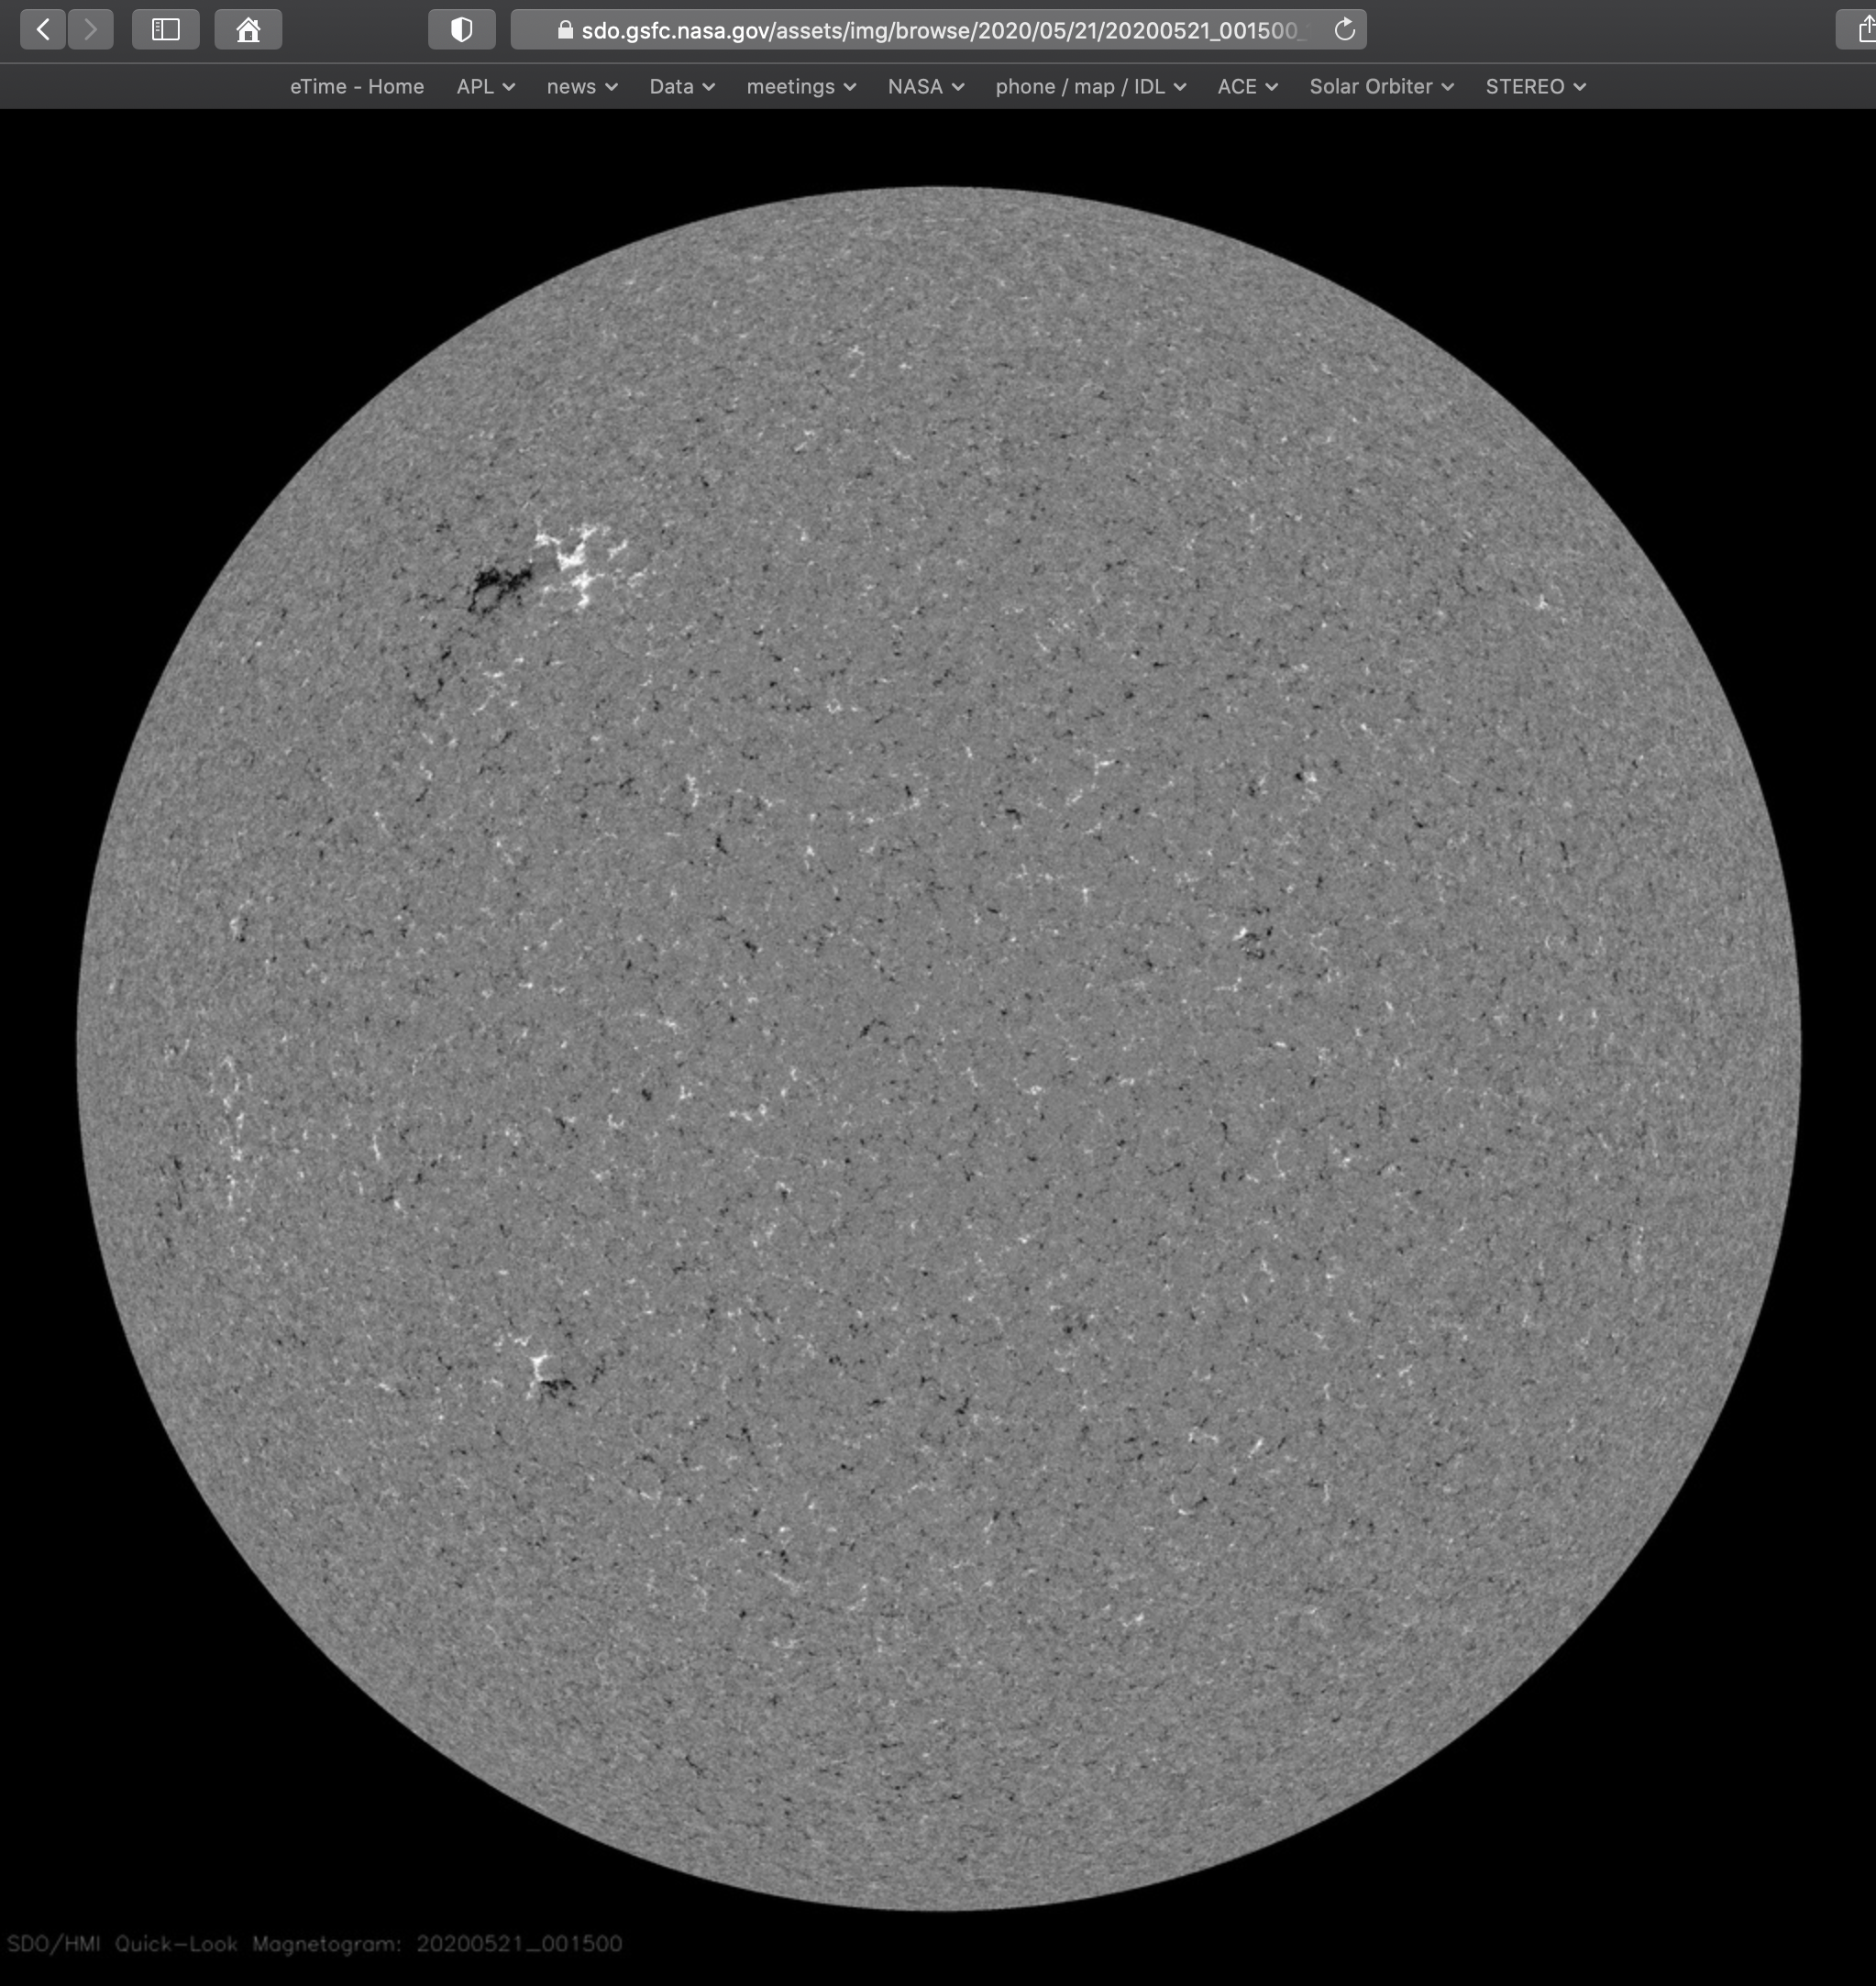 sdo.gsfc.nasa.gov/assets/img/browse/2020/05/21/20200521_001500_
eTime - Home APL news Data meetings NASA phone / map / IDL ACE Solar Orbiter STEREO
SDO/HMI Quick-Look Magnetogram: 20200521_001500